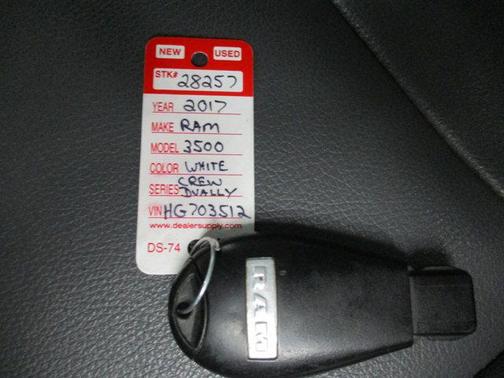 NEW USED
STK# 28257
YEAR 2017
MAKE RAM
MODEL 3500
COLOR WHITE
SERIES CREW DUALLY
VIN HG703512
www.dealersupply.com
DS-74
RAM